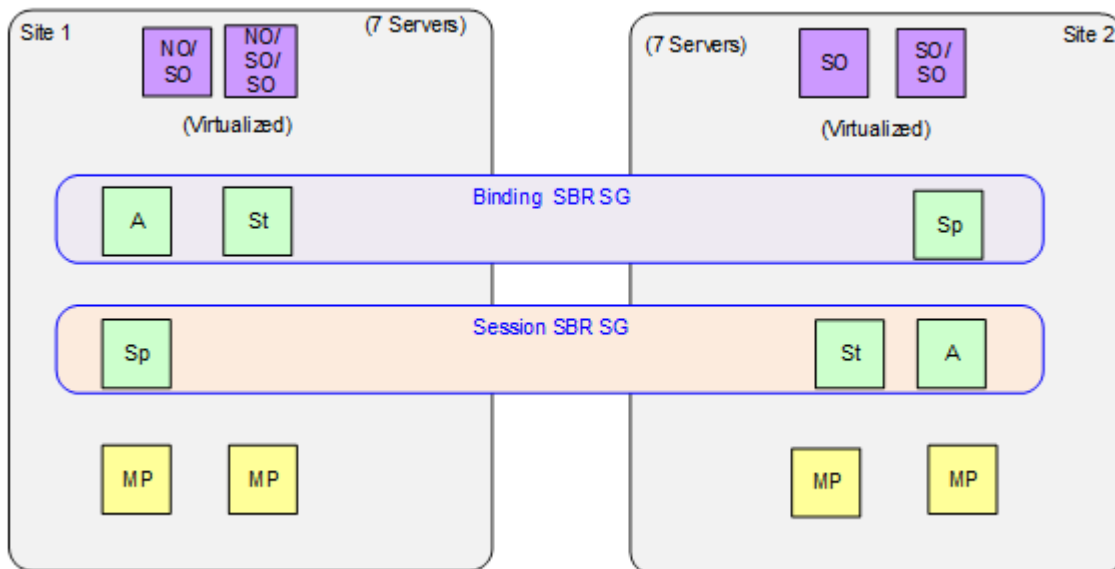 Site 1
(7 Servers)
NO/
SO
NO/
SO/
SO
(Virtualized)
(7 Servers)
Site 2
SO
SO/
SO
(Virtualized)
Binding SBR SG
A
St
Sp
Session SBR SG
Sp
St
A
MP
MP
MP
MP